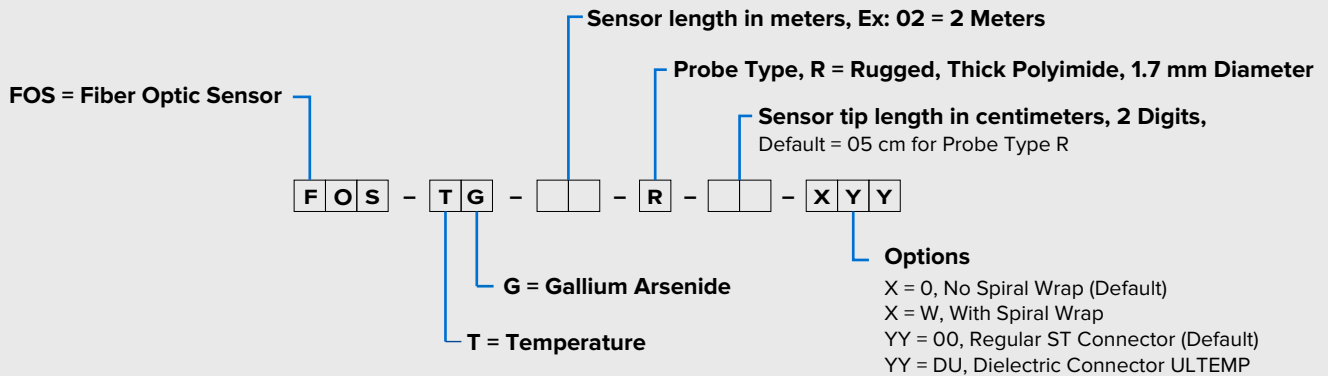 Sensor length in meters, Ex: 02 = 2 Meters
Probe Type, R = Rugged, Thick Polyimide, 1.7 mm Diameter
FOS = Fiber Optic Sensor
Sensor tip length in centimeters, 2 Digits,
Default = 05 cm for Probe Type R
F O S – T G – – R – – X Y Y
Options
G = Gallium Arsenide
X = 0, No Spiral Wrap (Default)
X = W, With Spiral Wrap
T = Temperature
YY = 00, Regular ST Connector (Default)
YY = DU, Dielectric Connector ULTEMP